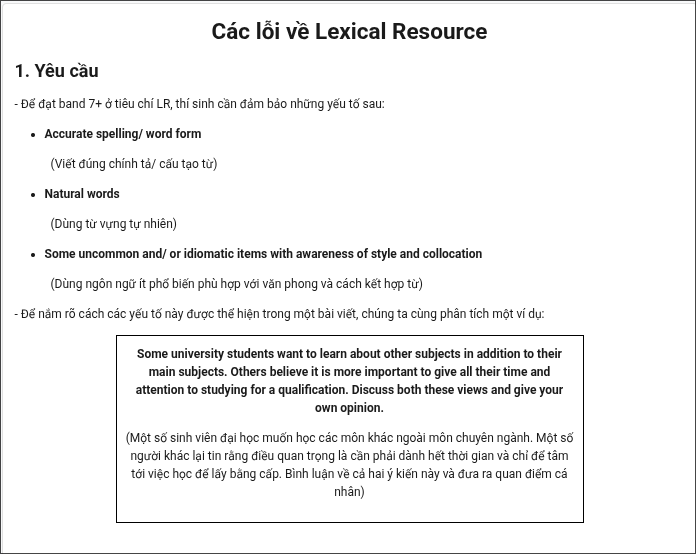 Các lỗi về Lexical Resource
1. Yêu cầu
- Để đạt band 7+ ở tiêu chí LR, thí sinh cần đảm bảo những yếu tố sau:
• Accurate spelling/ word form
(Viết đúng chính tả/ cấu tạo từ)
• Natural words
(Dùng từ vựng tự nhiên)
• Some uncommon and/ or idiomatic items with awareness of style and collocation
(Dùng ngôn ngữ ít phổ biến phù hợp với văn phong và cách kết hợp từ)
- Để nắm rõ cách các yếu tố này được thể hiện trong một bài viết, chúng ta cùng phân tích một ví dụ:
Some university students want to learn about other subjects in addition to their
main subjects. Others believe it is more important to give all their time and
attention to studying for a qualification. Discuss both these views and give your
own opinion.
(Một số sinh viên đại học muốn học các môn khác ngoài môn chuyên ngành. Một số
người khác lại tin rằng điều quan trọng là cần phải dành hết thời gian và chỉ để tâm
tới việc học để lấy bằng cấp. Bình luận về cả hai ý kiến này và đưa ra quan điểm cá
nhân)